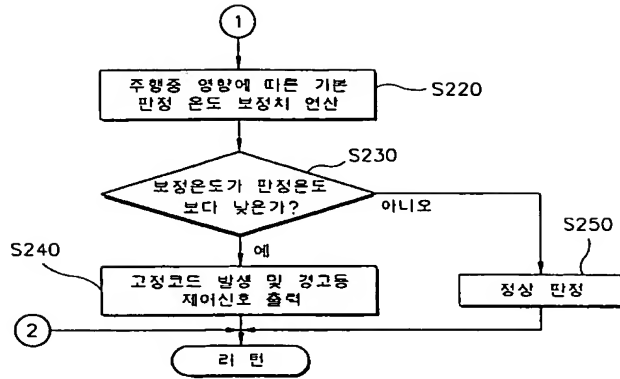 1
주행중 영향에 따른 기본
판정 온도 보정치 연산
S220
S230
보정온도가 판정온도
보다 낮은가?
아니오
예
S240
고정코드 발생 및 경고등
제어신호 출력
S250
정상 판정
2
리 턴